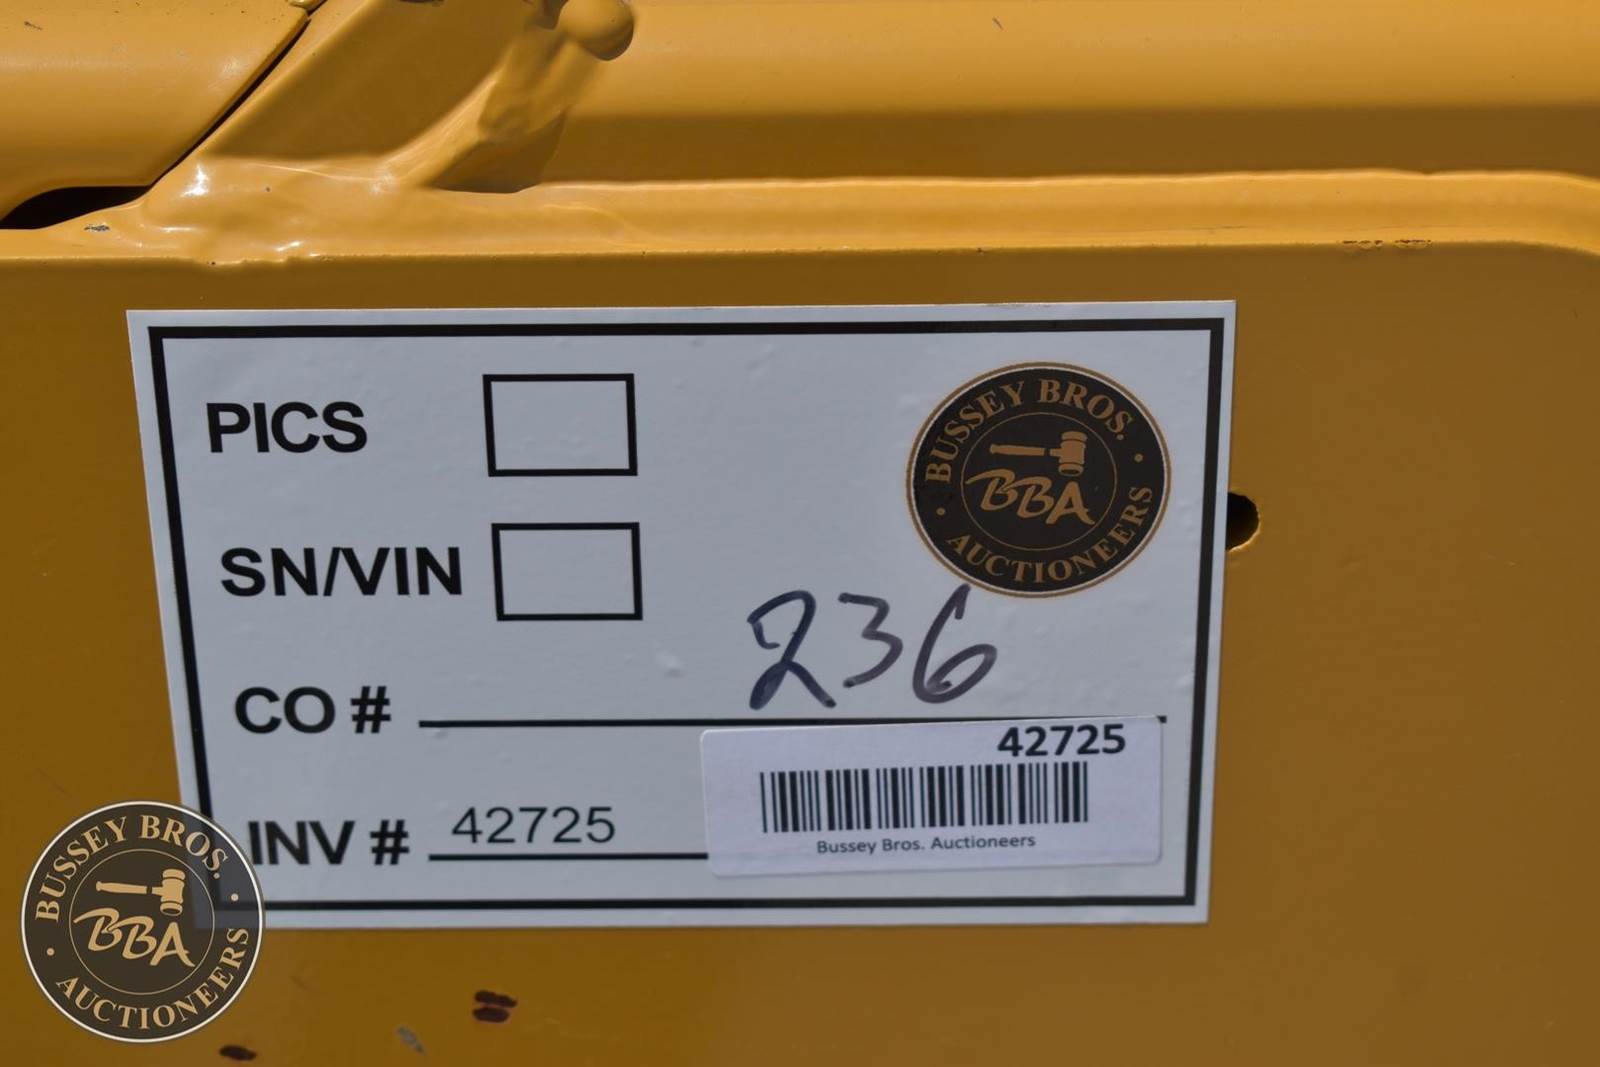 PICS
BUSSEY BROS.
BBA
AUCTIONEERS
SN/VIN
CO # 236
42725
INV # 42725
Bussey Bros. Auctioneers
BUSSEY BROS.
BBA
AUCTIONEERS